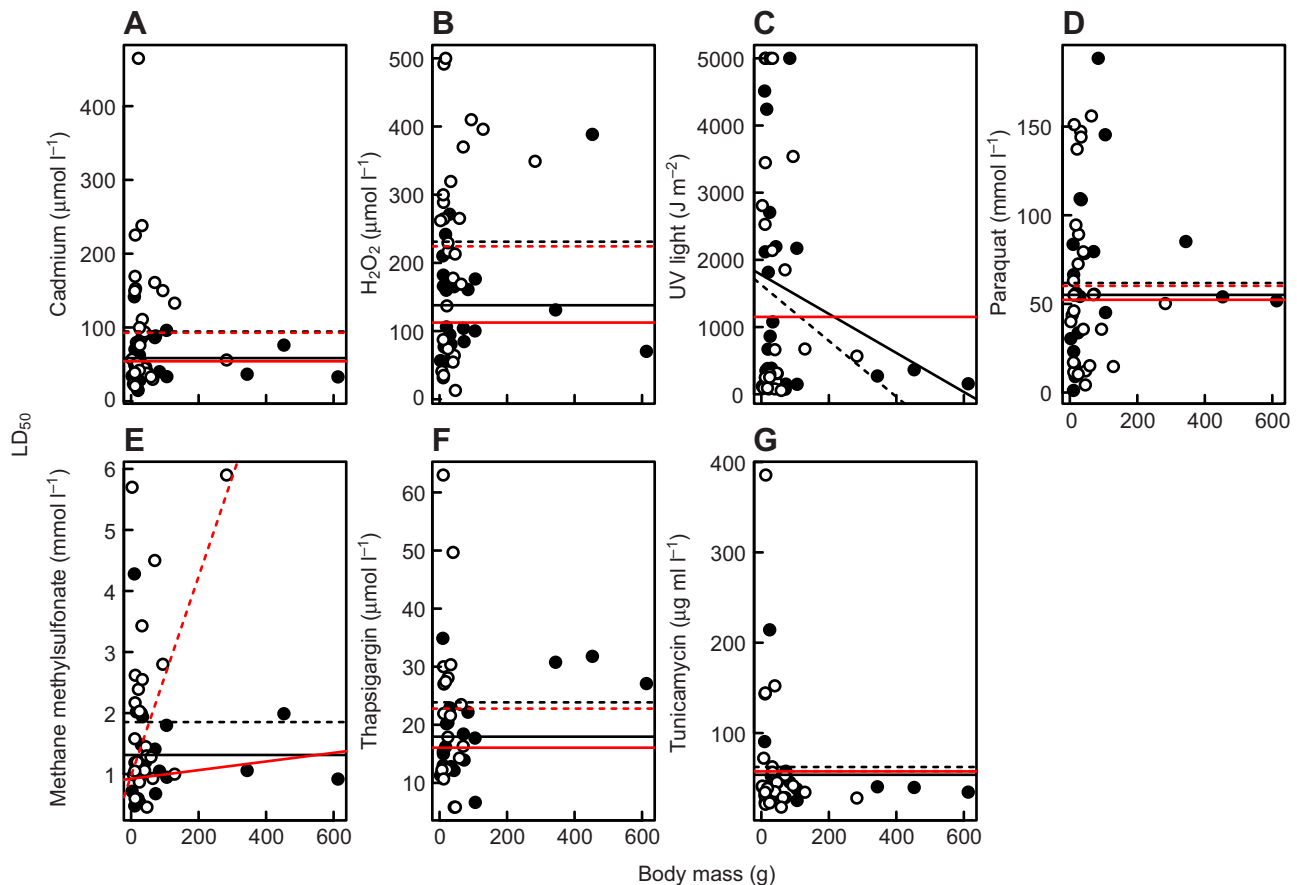 A
B
C
D
Cadmium (μmol l⁻¹)
400
300
200
100
0
H₂O₂ (μmol l⁻¹)
500
400
300
200
100
0
UV light (J m⁻²)
5000
4000
5000
3000
1900
1000
0
Paraquat (mmol l⁻¹)
150
100
50
0
0 200 400 600
LD₅₀
E
F
G
Methane methylsulfonate (mmol l⁻¹)
6
5
4
3
2
1
0 200 400 600
Thapsigargin (μmol l⁻¹)
60
50
40
30
20
10
0 200 400 600
Tunicamycin (μg ml l⁻¹)
400
300
200
100
0
0 200 400 600
Body mass (g)